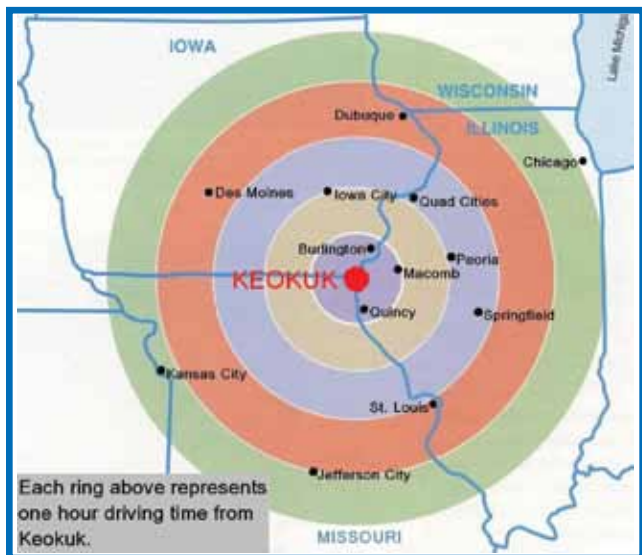 IOWA
Lake Michigan
WISCONSIN
Dubuque
ILLINOIS
Chicago
Des Moines
Iowa City
Quad Cities
Burlington
Peoria
KEOKUK
Macomb
Quincy
Springfield
Kansas City
St. Louis
Jefferson City
Each ring above represents
one hour driving time from
Keokuk.
MISSOURI